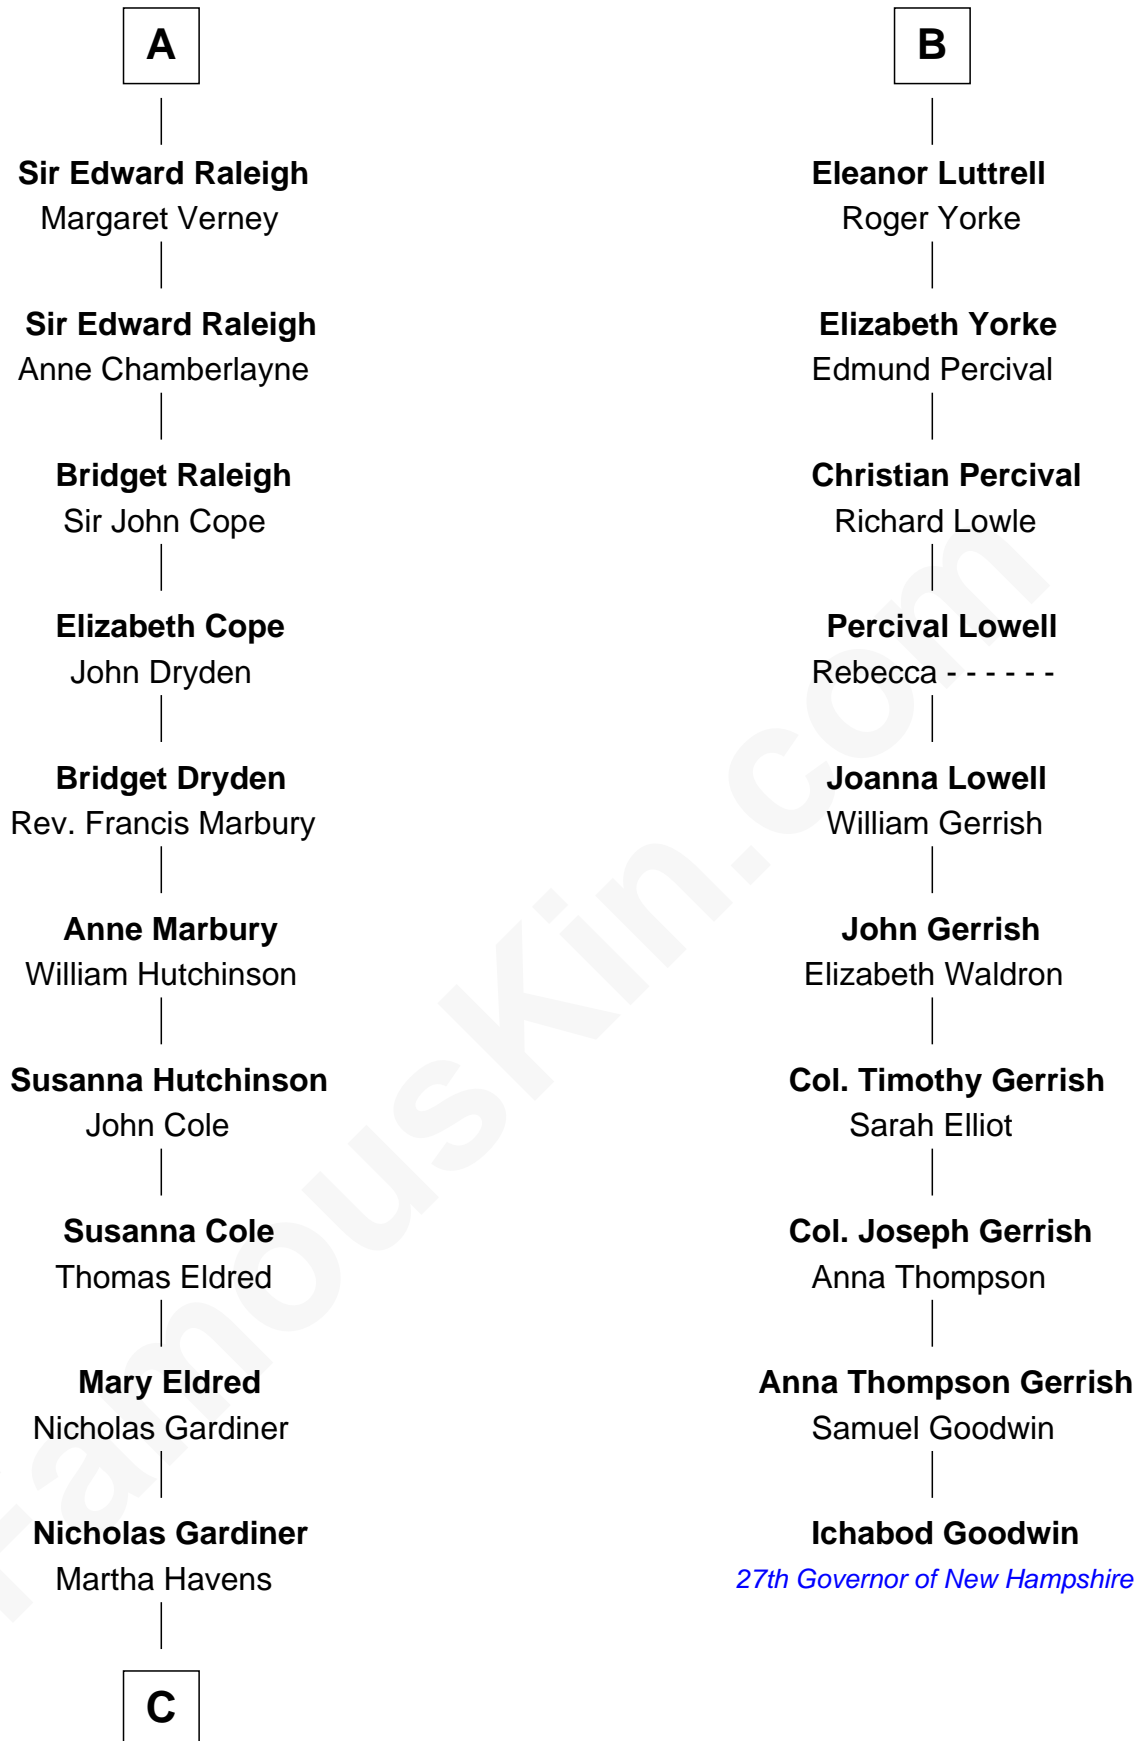 A
Sir Edward Raleigh
Margaret Verney
Sir Edward Raleigh
Anne Chamberlayne
Bridget Raleigh
Sir John Cope
Elizabeth Cope
John Dryden
Bridget Dryden
Rev. Francis Marbury
Anne Marbury
William Hutchinson
Susanna Hutchinson
John Cole
Susanna Cole
Thomas Eldred
Mary Eldred
Nicholas Gardiner
Nicholas Gardiner
Martha Havens
C
B
Eleanor Luttrell
Roger Yorke
Elizabeth Yorke
Edmund Percival
Christian Percival
Richard Lowle
Percival Lowell
Rebecca - - - - - -
Joanna Lowell
William Gerrish
John Gerrish
Elizabeth Waldron
Col. Timothy Gerrish
Sarah Elliot
Col. Joseph Gerrish
Anna Thompson
Anna Thompson Gerrish
Samuel Goodwin
Ichabod Goodwin
27th Governor of New Hampshire
FamousKin.com